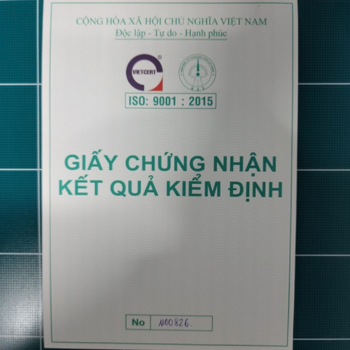 CỘNG HÒA XÃ HỘI CHỦ NGHĨA VIỆT NAM
Độc lập - Tự do - Hạnh phúc
VIETCERT
ISO: 9001 : 2015
GIẤY CHỨNG NHẬN
KẾT QUẢ KIỂM ĐỊNH
No